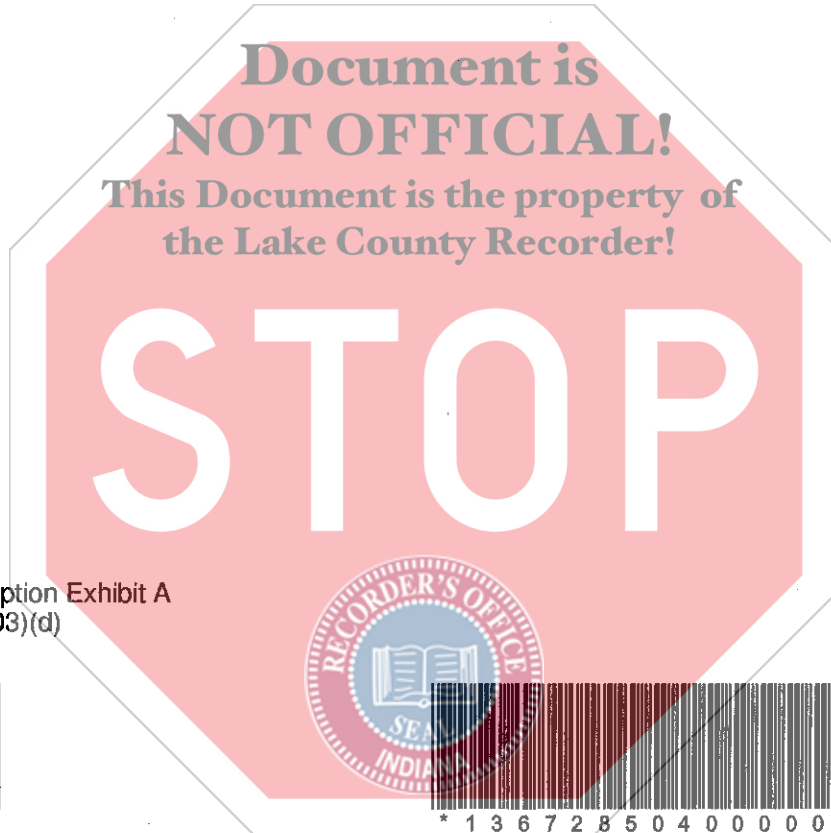 Document is
NOT OFFICIAL!
This Document is the property of
the Lake County Recorder!
STOP
ption Exhibit A
03)(d)
RECORDER'S OFFICE
SEAL
INDIANA
* 1 3 6 7 2 8 5 0 4 0 0 0 0 0